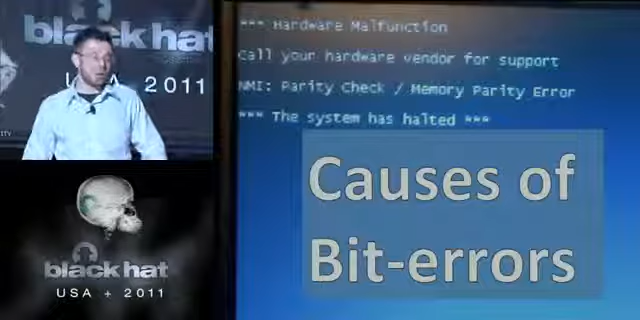 black hat
USA 2011
ITY
black hat
USA + 2011
*** Hardware Malfunction
Call your hardware vendor for support
NMI: Parity Check / Memory Parity Error
*** The system has halted ***
Causes of
Bit-errors